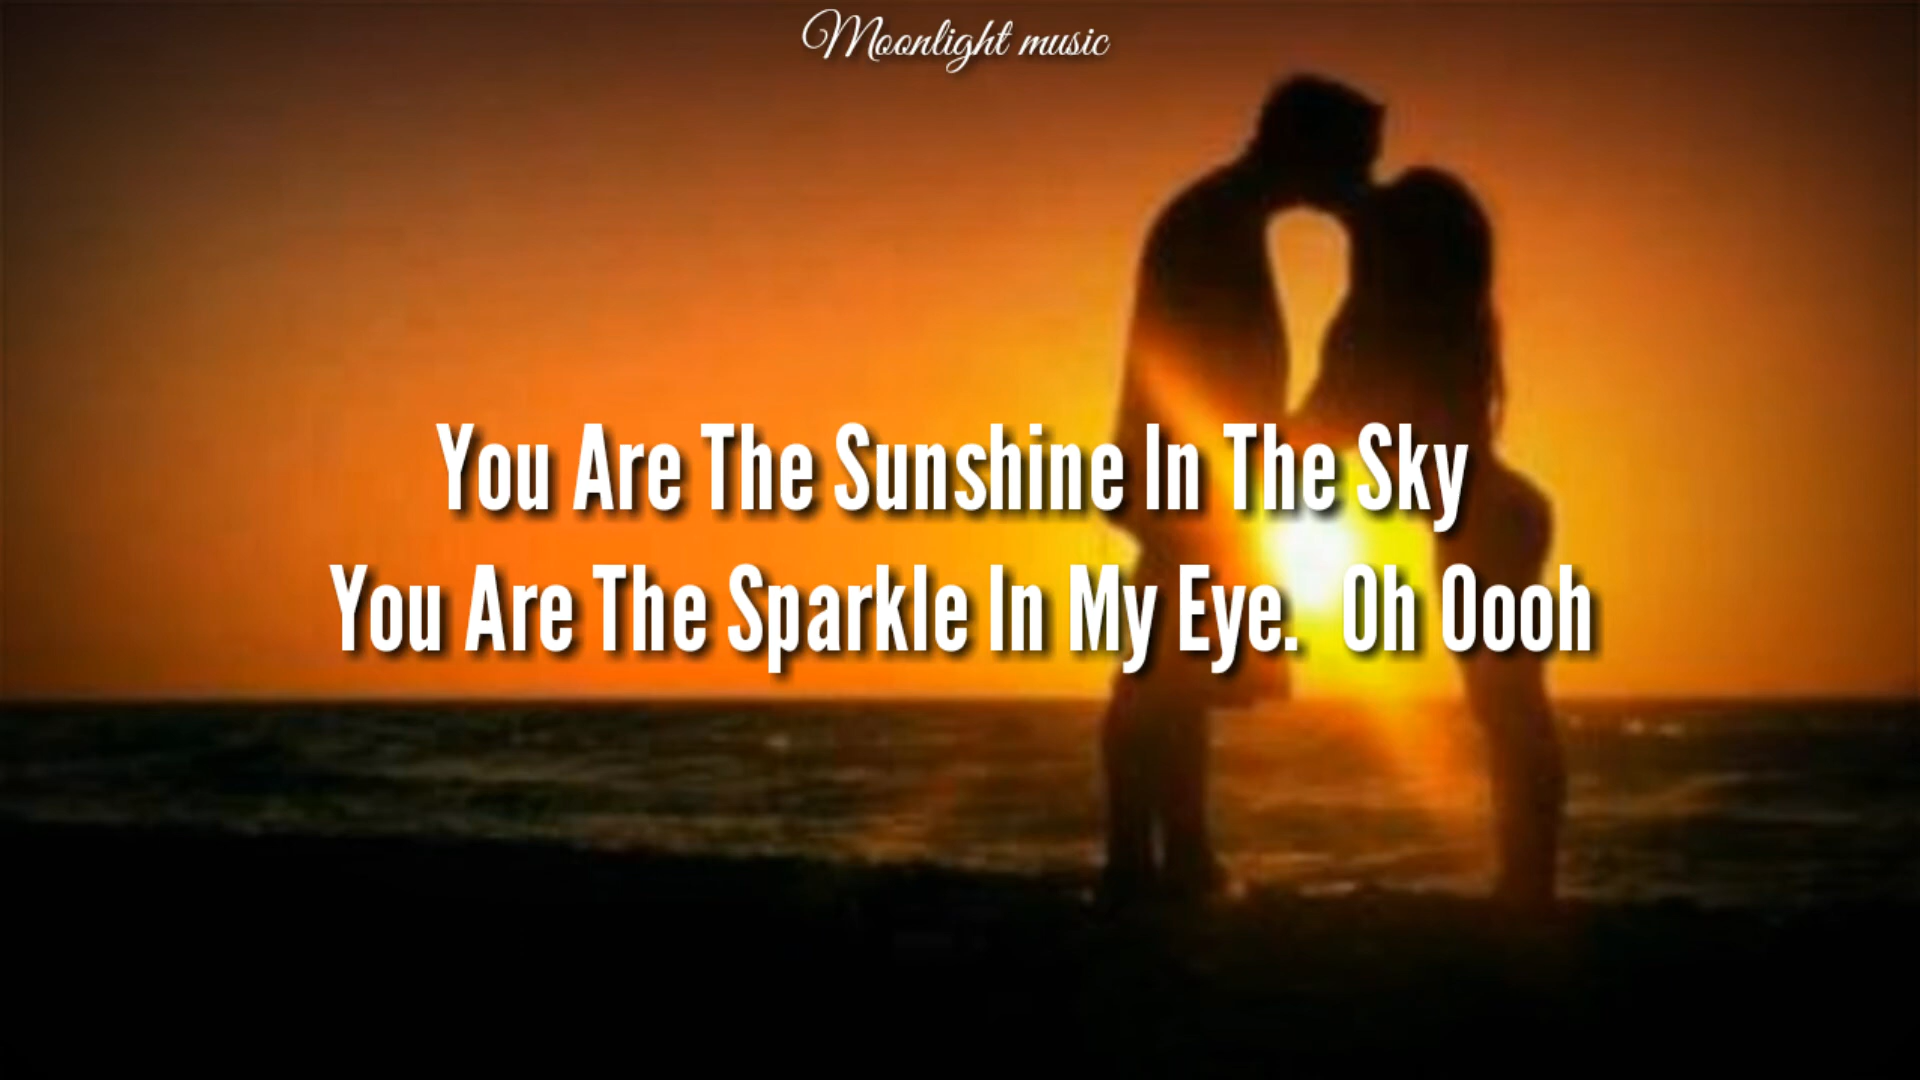 Moonlight music
You Are The Sunshine In The Sky
You Are The Sparkle In My Eye.  Oh Oooh